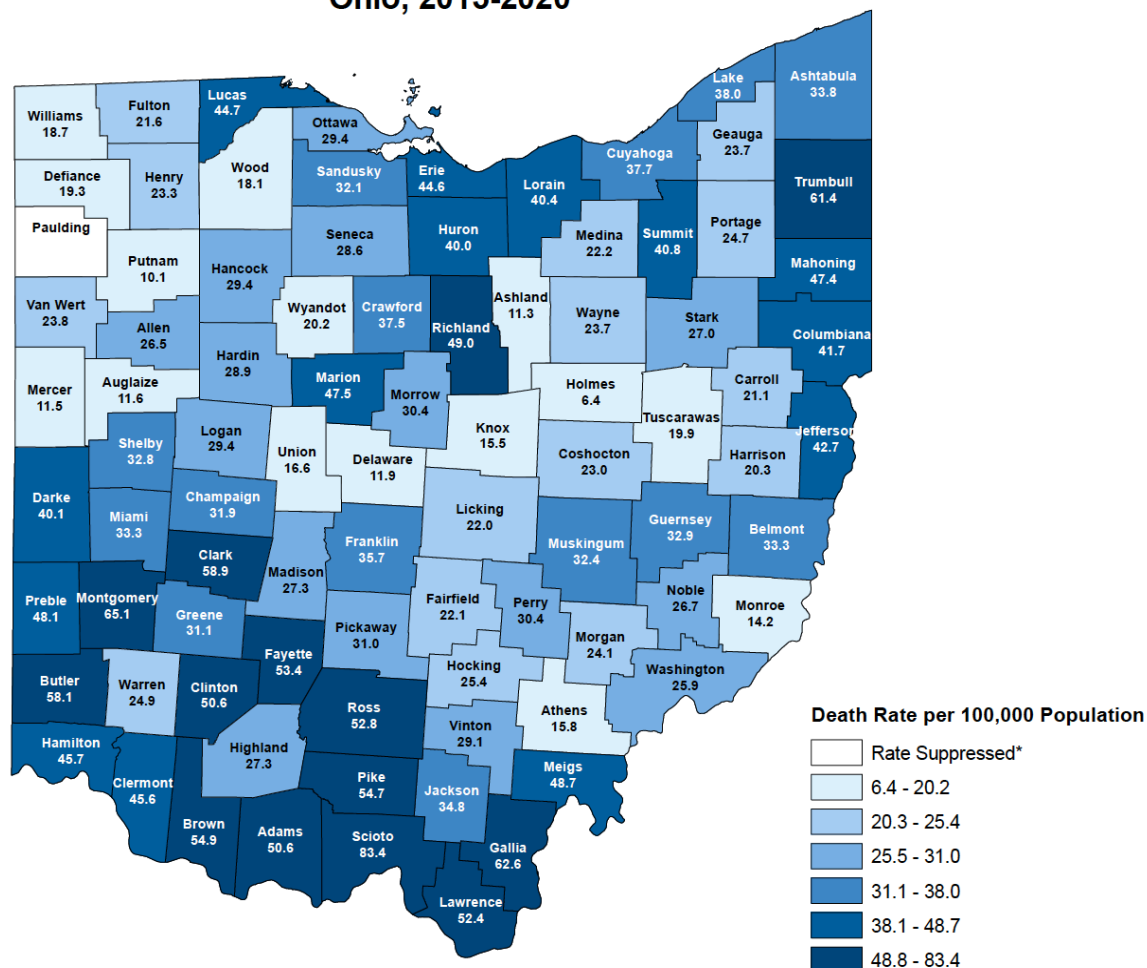 Ohio, 2015-2020
Lake
38.0
Ashtabula
33.8
Lucas
44.7
Fulton
21.6
Williams
18.7
Ottawa
29.4
Geauga
23.7
Cuyahoga
37.7
Wood
18.1
Sandusky
32.1
Erie
44.6
Defiance
19.3
Henry
23.3
Lorain
40.4
Trumbull
61.4
Paulding
Seneca
28.6
Huron
40.0
Medina
22.2
Summit
40.8
Portage
24.7
Putnam
10.1
Hancock
29.4
Mahoning
47.4
Van Wert
23.8
Allen
26.5
Wyandot
20.2
Crawford
37.5
Richland
49.0
Ashland
11.3
Wayne
23.7
Stark
27.0
Columbiana
41.7
Hardin
28.9
Mercer
11.5
Auglaize
11.6
Marion
47.5
Morrow
30.4
Holmes
6.4
Carroll
21.1
Tuscarawas
19.9
Knox
15.5
Jefferson
42.7
Shelby
32.8
Logan
29.4
Union
16.6
Delaware
11.9
Coshocton
23.0
Harrison
20.3
Darke
40.1
Champaign
31.9
Licking
22.0
Miami
33.3
Guernsey
32.9
Belmont
33.3
Franklin
35.7
Muskingum
32.4
Clark
58.9
Madison
27.3
Preble
48.1
Montgomery
65.1
Greene
31.1
Fairfield
22.1
Perry
30.4
Noble
26.7
Monroe
14.2
Pickaway
31.0
Morgan
24.1
Fayette
53.4
Hocking
25.4
Washington
25.9
Butler
58.1
Warren
24.9
Clinton
50.6
Ross
52.8
Athens
15.8
Vinton
29.1
Hamilton
45.7
Highland
27.3
Meigs
48.7
Clermont
45.6
Pike
54.7
Jackson
34.8
Brown
54.9
Adams
50.6
Scioto
83.4
Gallia
62.6
Lawrence
52.4
Death Rate per 100,000 Population
Rate Suppressed*
6.4 - 20.2
20.3 - 25.4
25.5 - 31.0
31.1 - 38.0
38.1 - 48.7
48.8 - 83.4